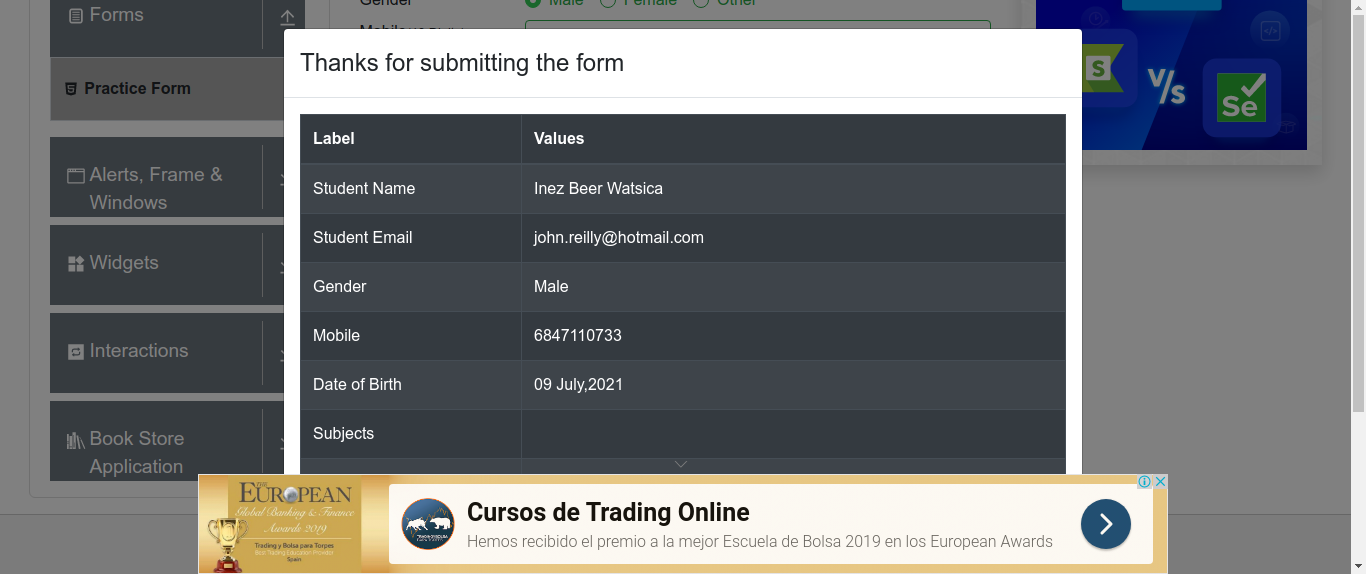 Forms
Gender
Male
Female
Other
Practice Form
Alerts, Frame &
Windows
Widgets
Interactions
Book Store
Application
Thanks for submitting the form
Label Values
Student Name Inez Beer Watsica
Student Email john.reilly@hotmail.com
Gender Male
Mobile 6847110733
Date of Birth 09 July,2021
Subjects
S
V/s
Se
THE
EUROPEAN
Global Banking & Finance
Awards 2019
Trading y Bolsa para Torpes
Best Trading Education Provider
Spain
Cursos de Trading Online
Hemos recibido el premio a la mejor Escuela de Bolsa 2019 en los European Awards